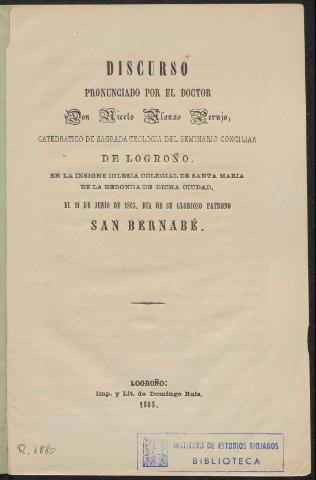 DISCURSO
PRONUNCIADO POR EL DOCTOR
Don Niceto Alonso Perujo,
CATEDRATICO DE SAGRADA TEOLOGIA DEL SEMINARIO CONCILIAR
DE LOGROÑO.
EN LA INSIGNE IGLESIA COLEGIAL DE SANTA MARIA
DE LA REDONDA DE DICHA CIUDAD,
EL 11 DE JUNIO DE 1865, DIA DE SU GLORIOSO PATRONO
SAN BERNABÉ.
LOGROÑO:
Imp. y Lit. de Domingo Ruiz.
1865.
R. 1880
INSTITUTO DE ESTUDIOS RIOJANOS
BIBLIOTECA